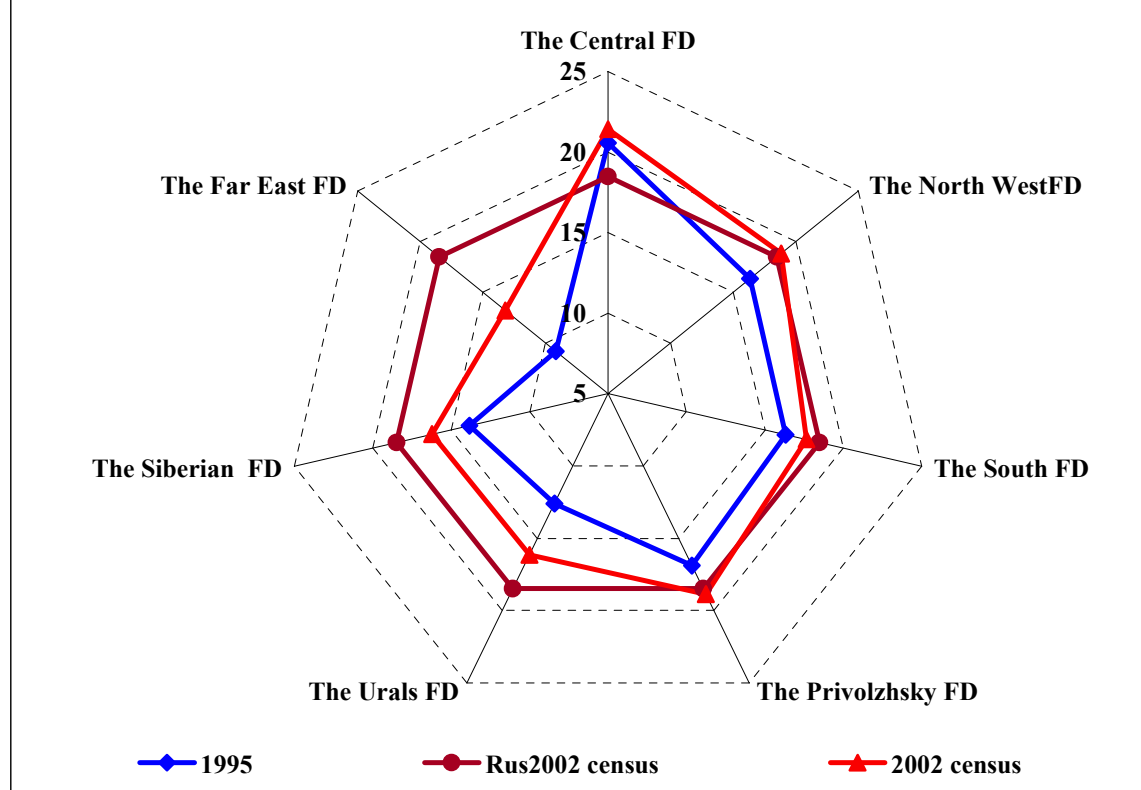 The Central FD
25
20
The Far East FD
The North WestFD
15
10
5
The Siberian  FD
The South FD
The Urals FD
The Privolzhsky FD
1995
Rus2002 census
2002 census